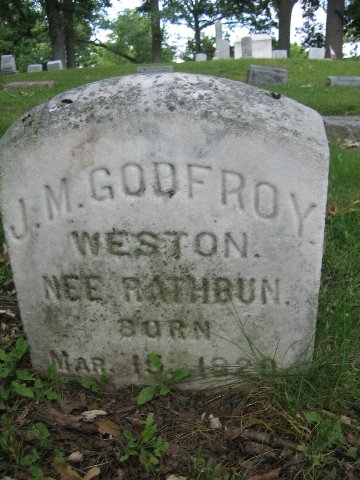 J. M. GODFROY.
WESTON.
NEE RATHBUN.
BORN
MAR.